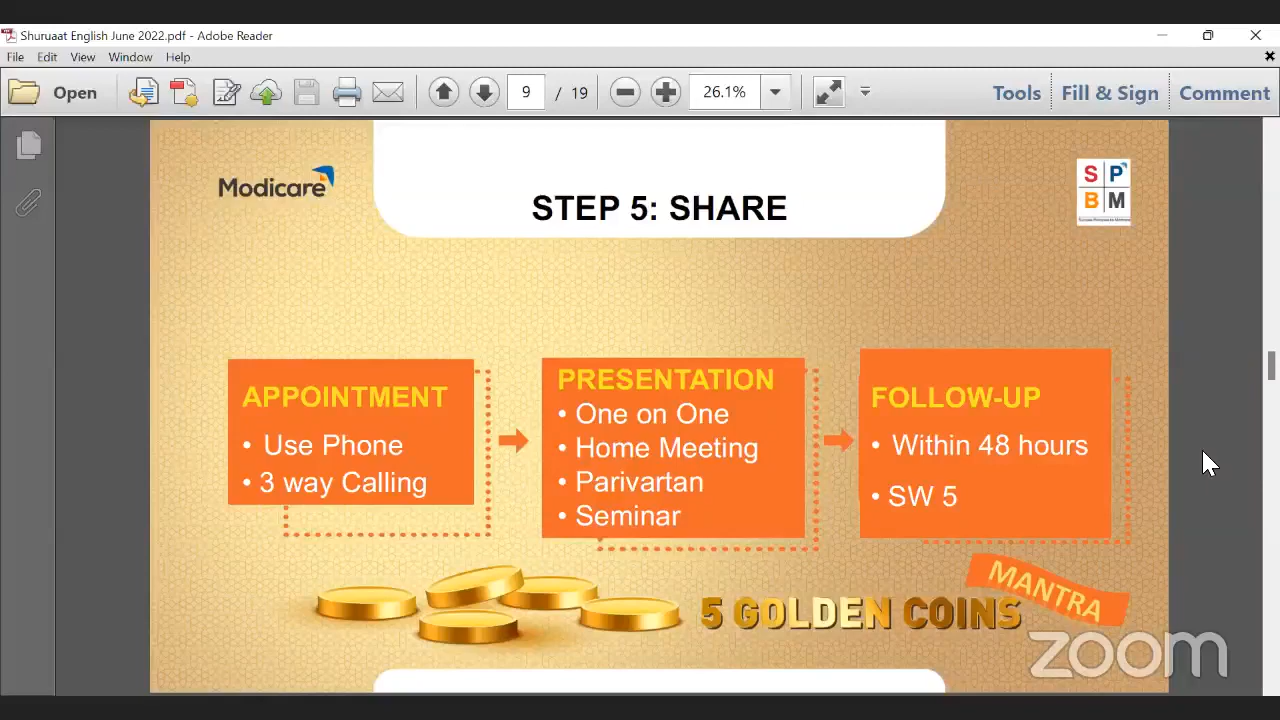 Shuruaat English June 2022.pdf - Adobe Reader
File Edit View Window Help
Open
9 / 19
26.1%
Tools Fill & Sign Comment
Modicare
S P
B M
STEP 5: SHARE
APPOINTMENT
• Use Phone
• 3 way Calling
PRESENTATION
• One on One
• Home Meeting
• Parivartan
• Seminar
FOLLOW-UP
• Within 48 hours
• SW 5
5 GOLDEN COINS
MANTRA
zoom